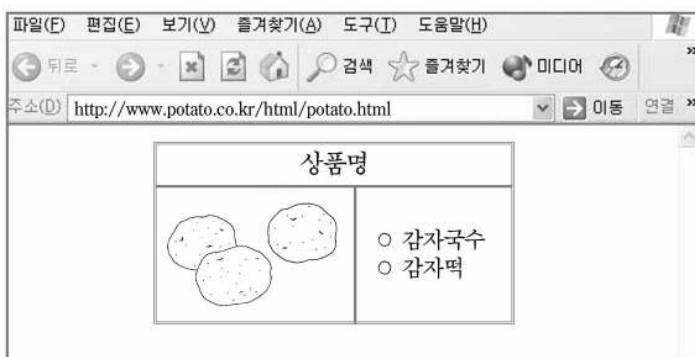 파일(F) 편집(E) 보기(V) 즐겨찾기(A) 도구(T) 도움말(H)
뒤로 검색 즐겨찾기 미디어 »
주소(D) http://www.potato.co.kr/html/potato.html 이동 연결 »
상품명
○ 감자국수
○ 감자떡